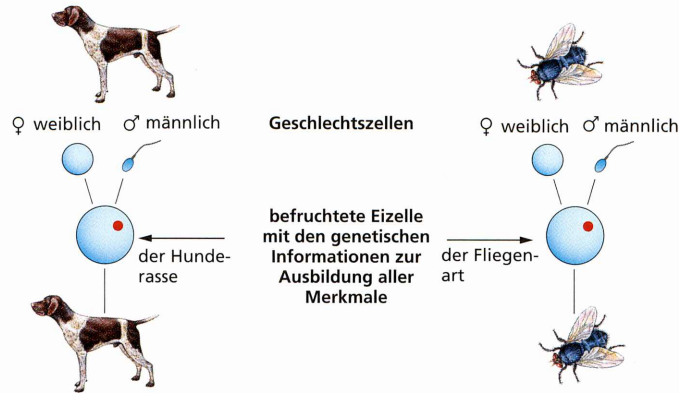 ♀ weiblich ♂ männlich
Geschlechtszellen
♀ weiblich ♂ männlich
befruchtete Eizelle
mit den genetischen
Informationen zur
Ausbildung aller
Merkmale
der Hunde-
rasse
der Fliegen-
art